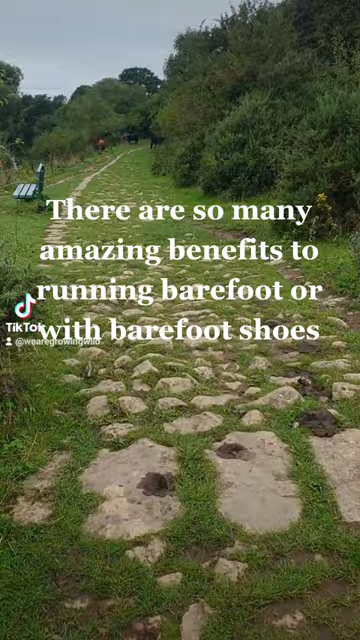 There are so many
amazing benefits to
running barefoot or
with barefoot shoes
TikTok
@wearegrowingwild